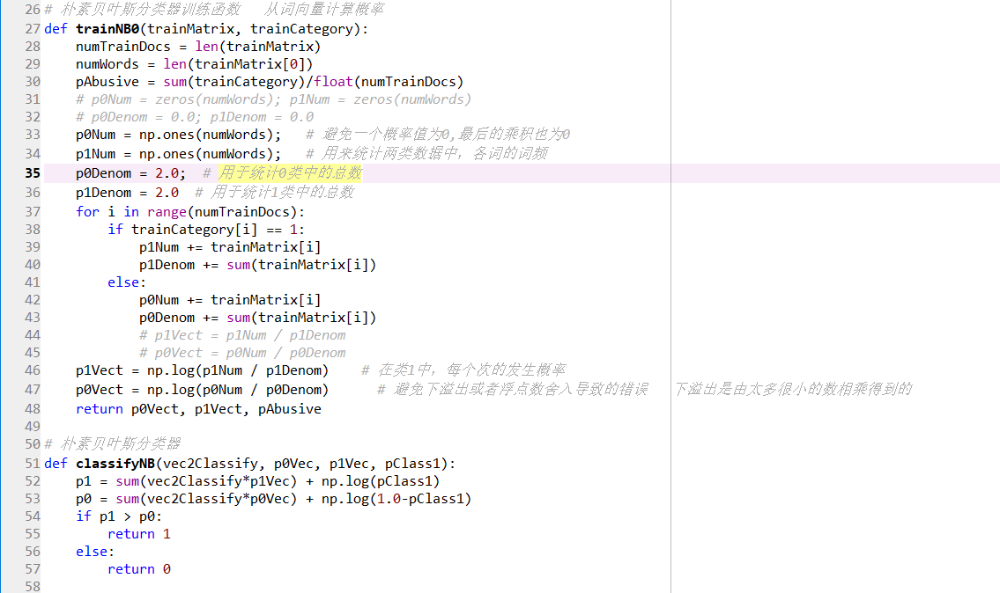 26 # 朴素贝叶斯分类器训练函数   从词向量计算概率
27 def trainNB0(trainMatrix, trainCategory):
28     numTrainDocs = len(trainMatrix)
29     numWords = len(trainMatrix[0])
30     pAbusive = sum(trainCategory)/float(numTrainDocs)
31     # p0Num = zeros(numWords); p1Num = zeros(numWords)
32     # p0Denom = 0.0; p1Denom = 0.0
33     p0Num = np.ones(numWords);   # 避免一个概率值为0,最后的乘积也为0
34     p1Num = np.ones(numWords);   # 用来统计两类数据中，各词的词频
35     p0Denom = 2.0;  # 用于统计0类中的总数
36     p1Denom = 2.0  # 用于统计1类中的总数
37     for i in range(numTrainDocs):
38         if trainCategory[i] == 1:
39             p1Num += trainMatrix[i]
40             p1Denom += sum(trainMatrix[i])
41         else:
42             p0Num += trainMatrix[i]
43             p0Denom += sum(trainMatrix[i])
44             # p1Vect = p1Num / p1Denom
45             # p0Vect = p0Num / p0Denom
46     p1Vect = np.log(p1Num / p1Denom)    # 在类1中，每个次的发生概率
47     p0Vect = np.log(p0Num / p0Denom)      # 避免下溢出或者浮点数舍入导致的错误   下溢出是由太多很小的数相乘得到的
48     return p0Vect, p1Vect, pAbusive
49
50 # 朴素贝叶斯分类器
51 def classifyNB(vec2Classify, p0Vec, p1Vec, pClass1):
52     p1 = sum(vec2Classify*p1Vec) + np.log(pClass1)
53     p0 = sum(vec2Classify*p0Vec) + np.log(1.0-pClass1)
54     if p1 > p0:
55         return 1
56     else:
57         return 0
58